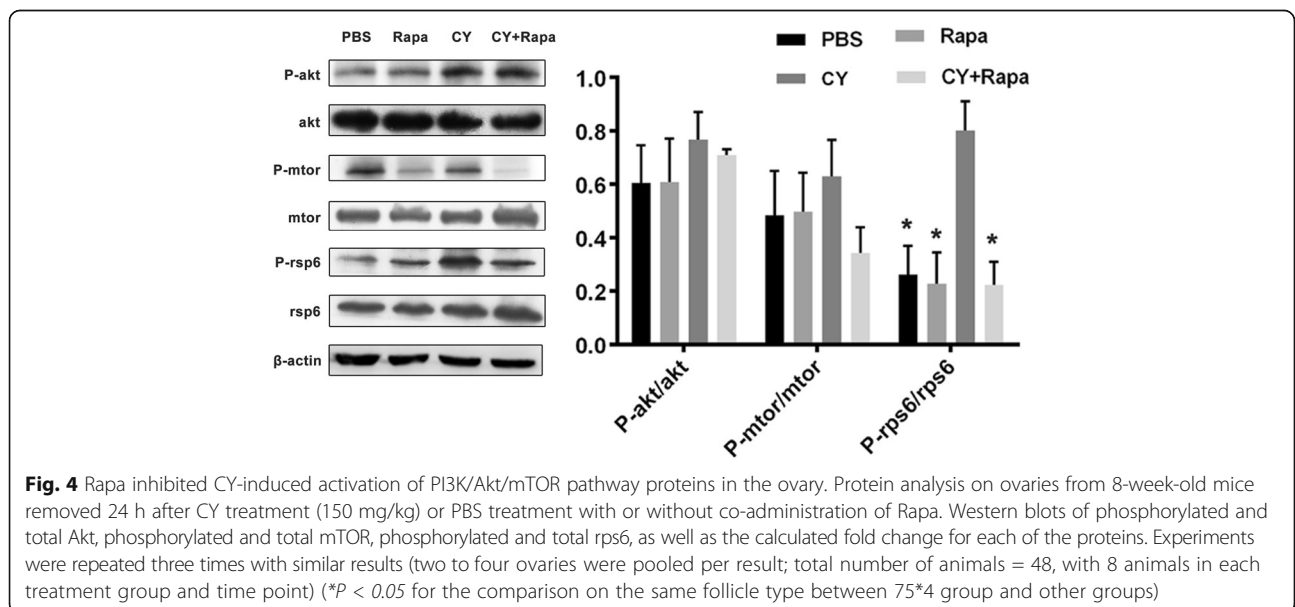 PBS Rapa CY CY+Rapa
P-akt
akt
P-mtor
mtor
P-rsp6
rsp6
β-actin
PBS Rapa
CY CY+Rapa
1.0
0.8
0.6
0.4
0.2
0.0
* * *
P-akt/akt
P-mtor/mtor
P-rps6/rps6
Fig. 4 Rapa inhibited CY-induced activation of PI3K/Akt/mTOR pathway proteins in the ovary. Protein analysis on ovaries from 8-week-old mice
removed 24 h after CY treatment (150 mg/kg) or PBS treatment with or without co-administration of Rapa. Western blots of phosphorylated and
total Akt, phosphorylated and total mTOR, phosphorylated and total rps6, as well as the calculated fold change for each of the proteins. Experiments
were repeated three times with similar results (two to four ovaries were pooled per result; total number of animals = 48, with 8 animals in each
treatment group and time point) (*P < 0.05 for the comparison on the same follicle type between 75*4 group and other groups)